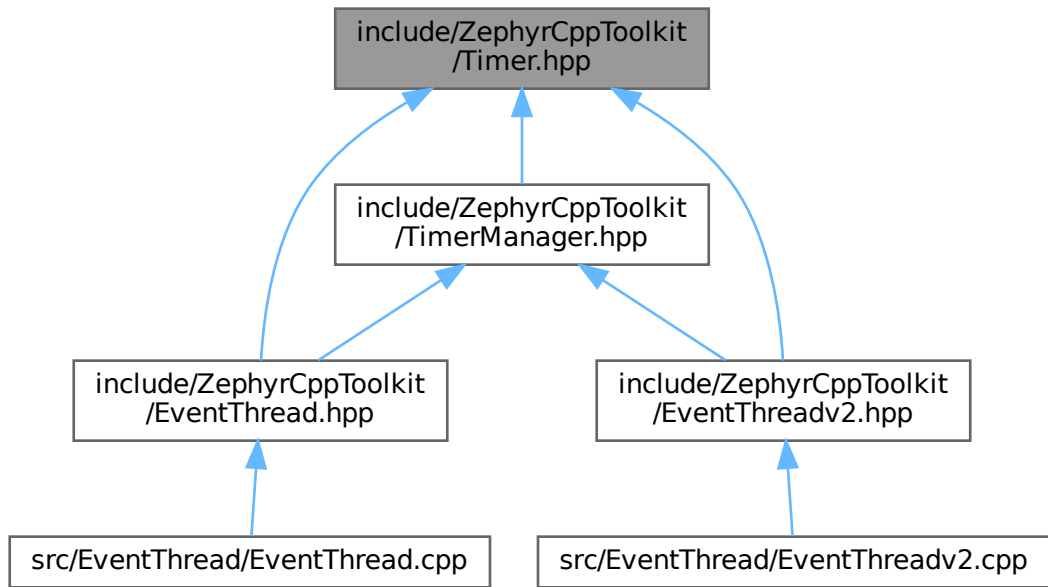 include/ZephyrCppToolkit
/Timer.hpp
include/ZephyrCppToolkit
/TimerManager.hpp
include/ZephyrCppToolkit
/EventThread.hpp
include/ZephyrCppToolkit
/EventThreadv2.hpp
src/EventThread/EventThread.cpp
src/EventThread/EventThreadv2.cpp